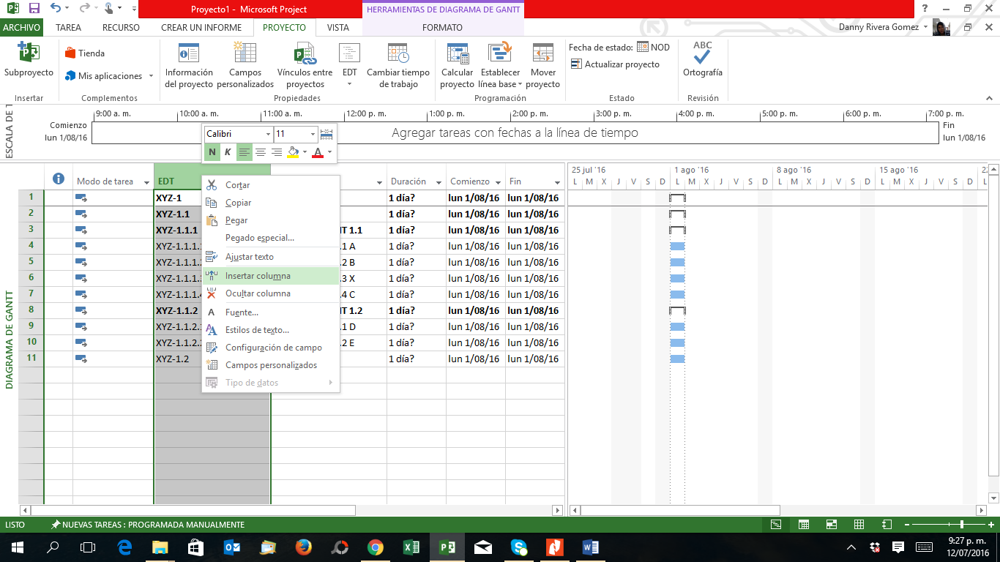 Proyecto1 - Microsoft Project
HERRAMIENTAS DE DIAGRAMA DE GANTT
ARCHIVO TAREA RECURSO CREAR UN INFORME PROYECTO VISTA FORMATO Danny Rivera Gomez
Subproyecto
Tienda
Mis aplicaciones
Información del proyecto
Campos personalizados
Vínculos entre proyectos
EDT
Cambiar tiempo de trabajo
Calcular proyecto
Establecer línea base
Mover proyecto
Fecha de estado: NOD
Actualizar proyecto
ABC
Ortografía
Insertar Complementos Propiedades Programación Estado Revisión
ESCALA DE T
9:00 a. m. 10:00 a. m. 11:00 a. m. 12:00 p. m. 1:00 p. m. 2:00 p. m. 3:00 p. m. 4:00 p. m. 5:00 p. m. 6:00 p. m. 7:00 p. m.
Comienzo
lun 1/08/16
Agregar tareas con fechas a la línea de tiempo
Fin
lun 1/08/16
Calibri 11
N K A
DIAGRAMA DE GANTT
Modo de tarea EDT Duración Comienzo Fin
25 jul '16 1 ago '16 8 ago '16 15 ago '16 22
L M X J V S D L M X J V S D L M X J V S D L M X J V S D L
1 XYZ-1 1 día? lun 1/08/16 lun 1/08/16
2 XYZ-1.1 1 día? lun 1/08/16 lun 1/08/16
3 XYZ-1.1.1 NT 1.1 1 día? lun 1/08/16 lun 1/08/16
4 XYZ-1.1.1.1 .1 A 1 día? lun 1/08/16 lun 1/08/16
5 XYZ-1.1.1.2 .2 B 1 día? lun 1/08/16 lun 1/08/16
6 XYZ-1.1.1.3 .3 X 1 día? lun 1/08/16 lun 1/08/16
7 XYZ-1.1.1.4 .4 C 1 día? lun 1/08/16 lun 1/08/16
8 XYZ-1.1.2 NT 1.2 1 día? lun 1/08/16 lun 1/08/16
9 XYZ-1.1.2.1 .1 D 1 día? lun 1/08/16 lun 1/08/16
10 XYZ-1.1.2.2 .2 E 1 día? lun 1/08/16 lun 1/08/16
11 XYZ-1.2 1 día? lun 1/08/16 lun 1/08/16
Cortar
Copiar
Pegar
Pegado especial...
Ajustar texto
Insertar columna
Ocultar columna
Fuente...
Estilos de texto...
Configuración de campo
Campos personalizados
Tipo de datos
LISTO NUEVAS TAREAS : PROGRAMADA MANUALMENTE
9:27 p. m.
12/07/2016